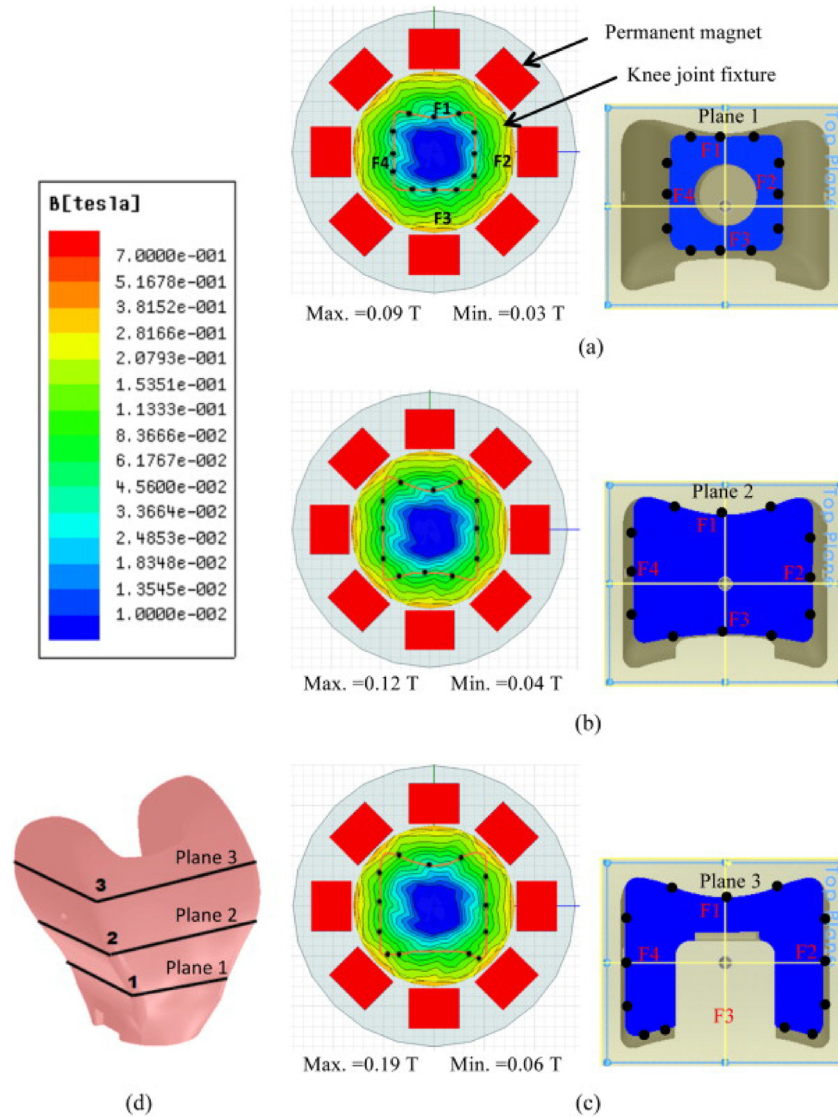 Permanent magnet
Knee joint fixture
F1
F4
F2
F3
Max. =0.09 T Min. =0.03 T
Plane 1
F1
F2
F4
F3
Top Plane
(a)
B[tesla]
7.0000e-001
5.1678e-001
3.8152e-001
2.8166e-001
2.0793e-001
1.5351e-001
1.1333e-001
8.3666e-002
6.1767e-002
4.5600e-002
3.3664e-002
2.4853e-002
1.8348e-002
1.3545e-002
1.0000e-002
Max. =0.12 T Min. =0.04 T
Plane 2
F1
F4
F2
F3
Top Plane
(b)
Plane 3
3
Plane 2
2
Plane 1
1
(d)
Max. =0.19 T Min. =0.06 T
Plane 3
F1
F4
F2
F3
(c)